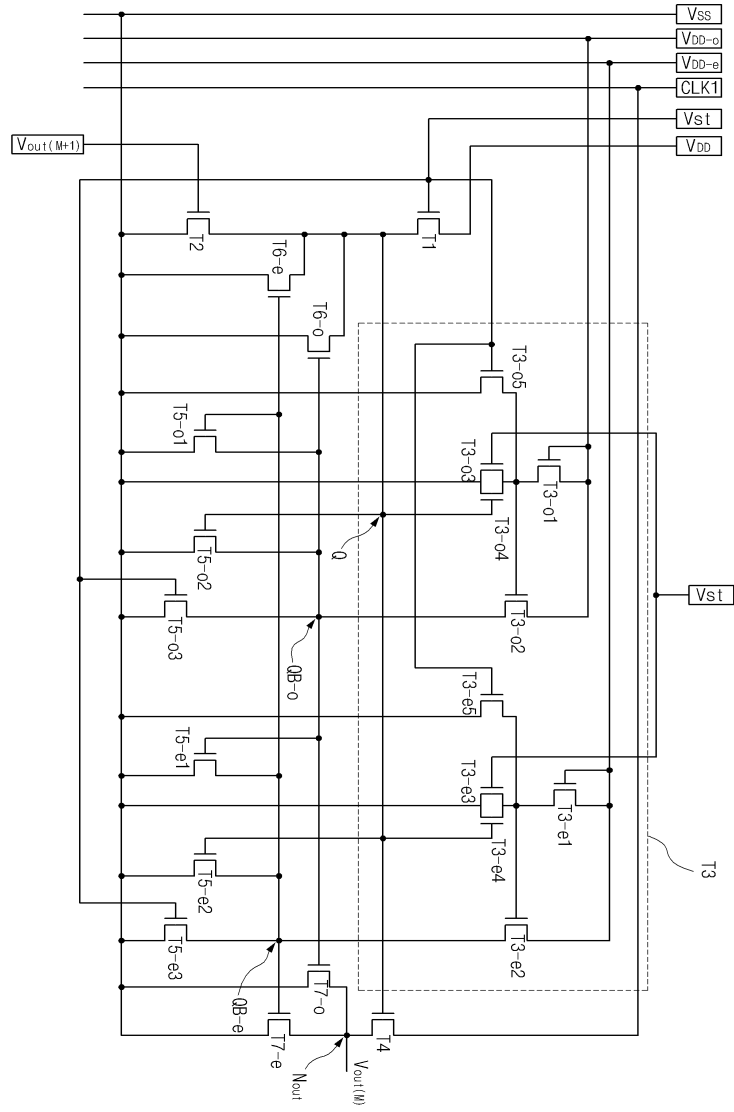 VSS
VDD-o
VDD-e
CLK1
Vst
VDD
Vout(M+1)
T2
T1
T6-e
T6-o
T3-o5
T5-o1
T3-o3
T3-o1
T3-o4
Q
T5-o2
Vst
T5-o3
T3-o2
QB-o
T3-e5
T5-e1
T3-e3
T3-e1
T3-e4
T3
T5-e2
T5-e3
T3-e2
QB-e
T7-o
T7-e
T4
Nout
Vout(M)